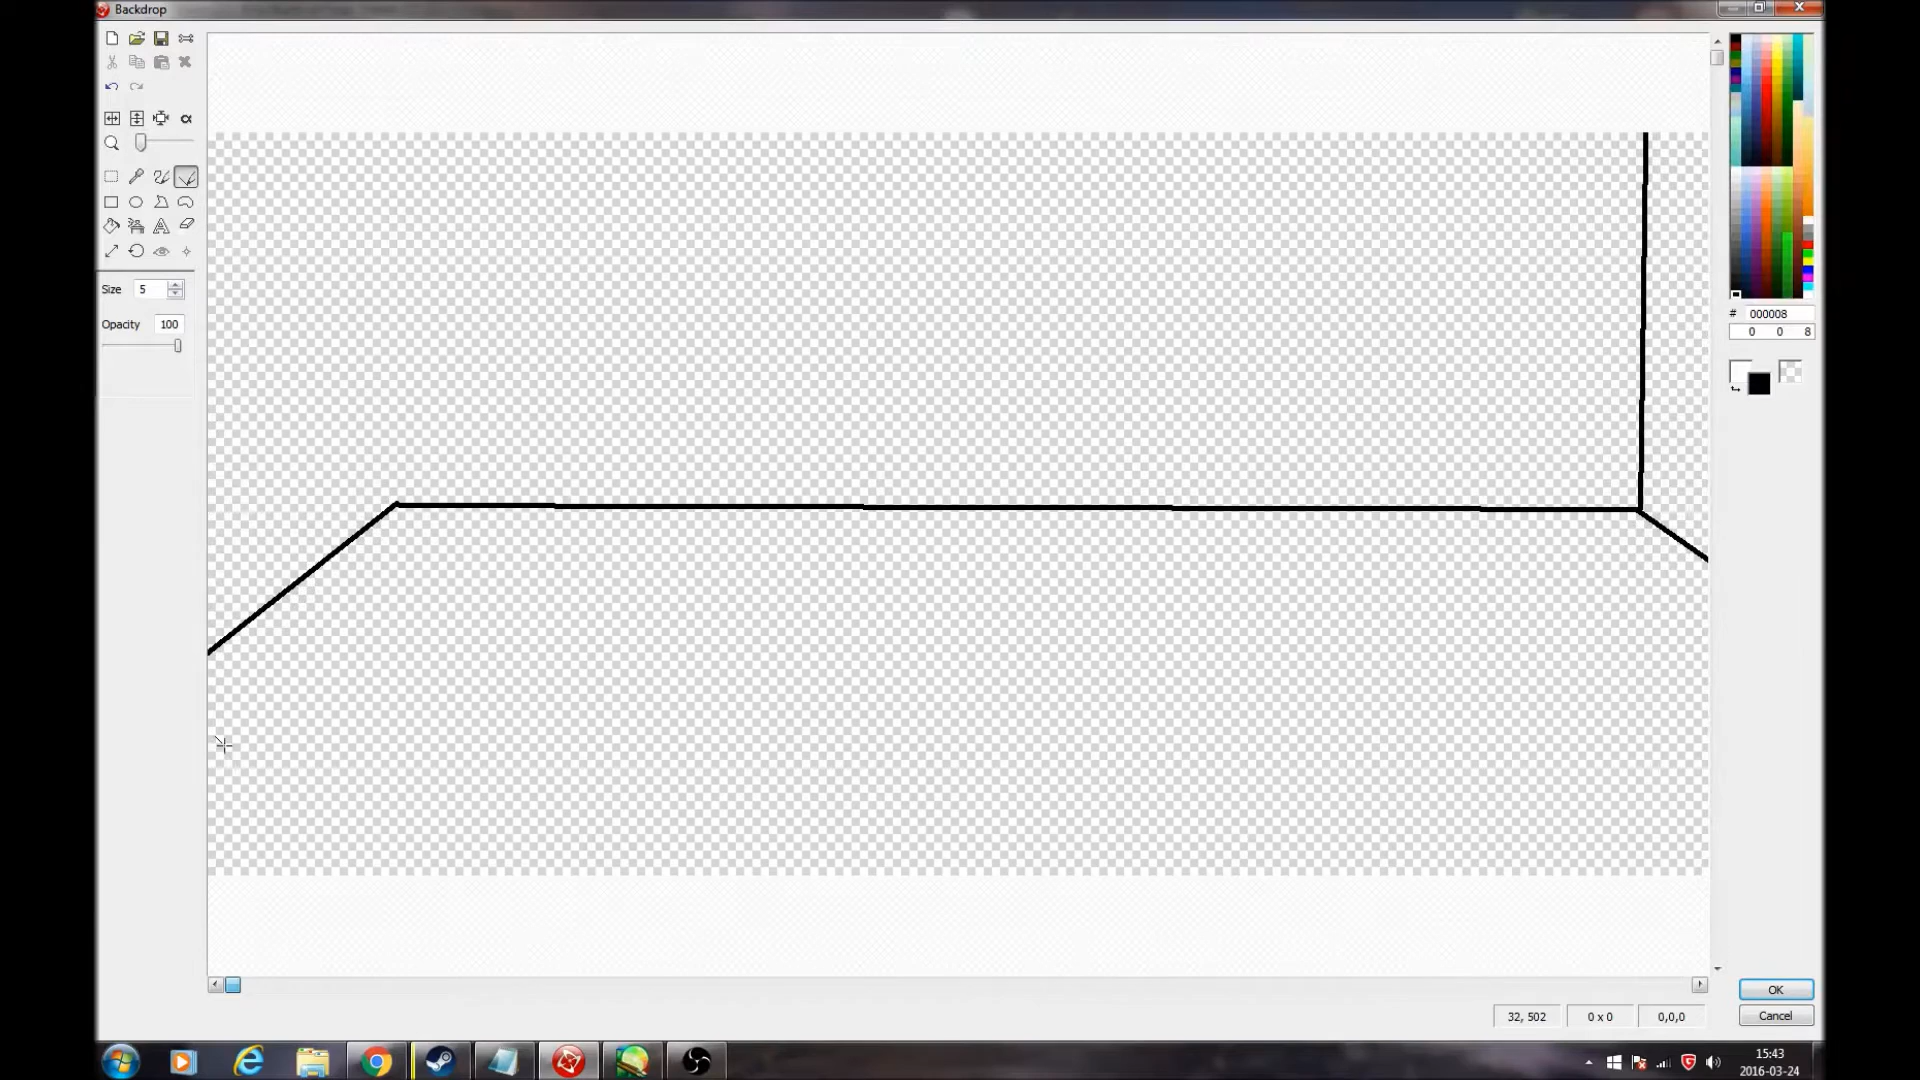 Backdrop
Size 5
Opacity 100
# 000008
0 0 8
32, 502 0 x 0 0,0,0
OK
Cancel
15:43
2016-03-24